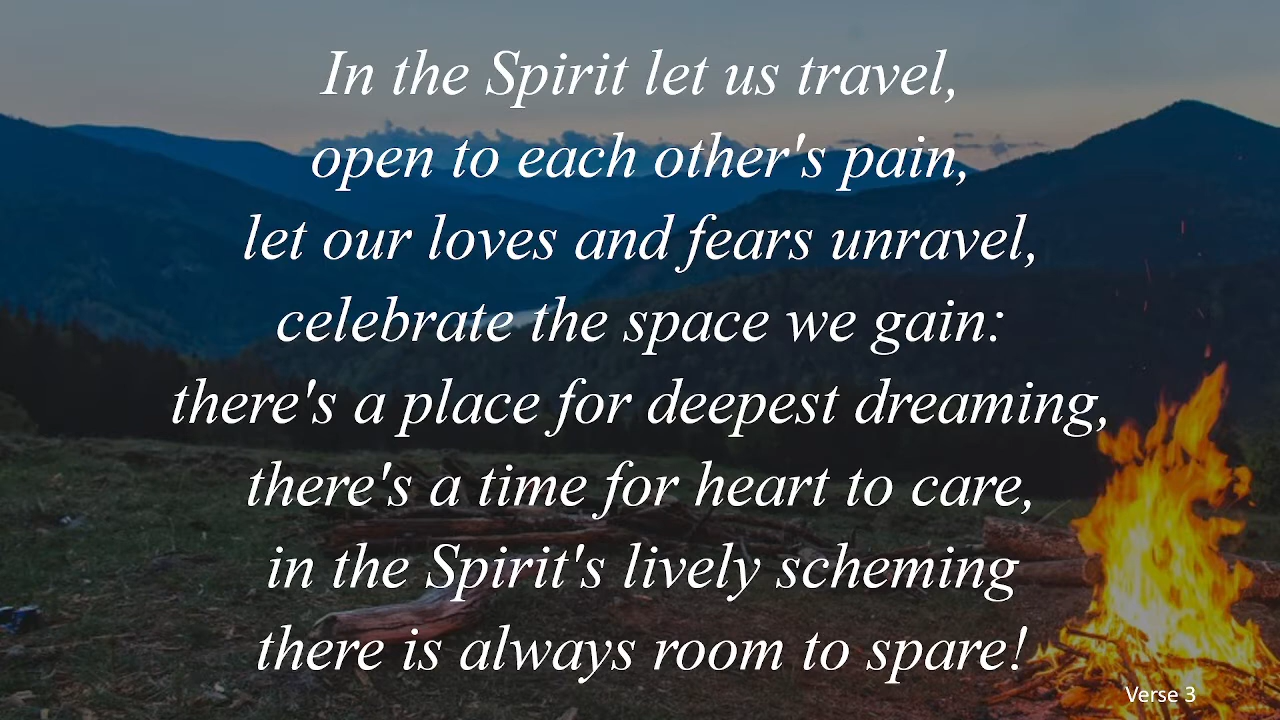 In the Spirit let us travel,
open to each other's pain,
let our loves and fears unravel,
celebrate the space we gain:
there's a place for deepest dreaming,
there's a time for heart to care,
in the Spirit's lively scheming
there is always room to spare!
Verse 3